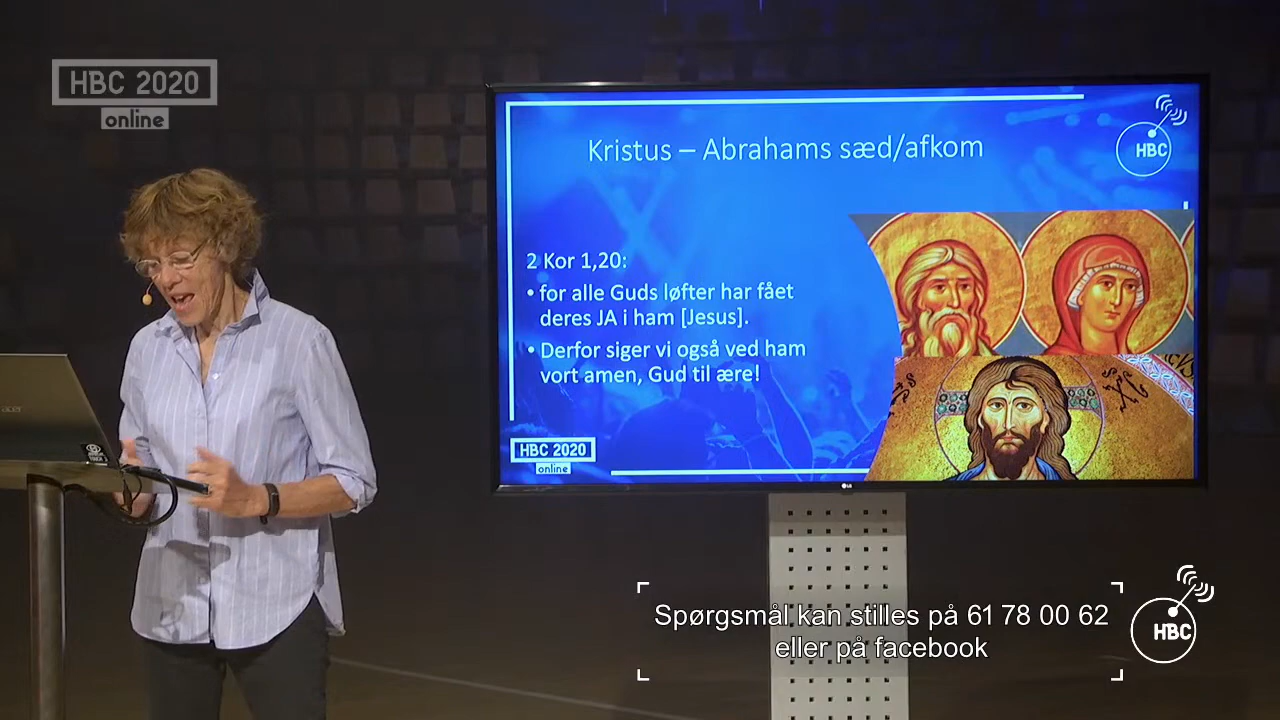 HBC 2020
online
Kristus – Abrahams sæd/afkom
HBC
2 Kor 1,20:
• for alle Guds løfter har fået
deres JA i ham [Jesus].
• Derfor siger vi også ved ham
vort amen, Gud til ære!
HBC 2020
online
acer
LG
Spørgsmål kan stilles på 61 78 00 62
eller på facebook
HBC